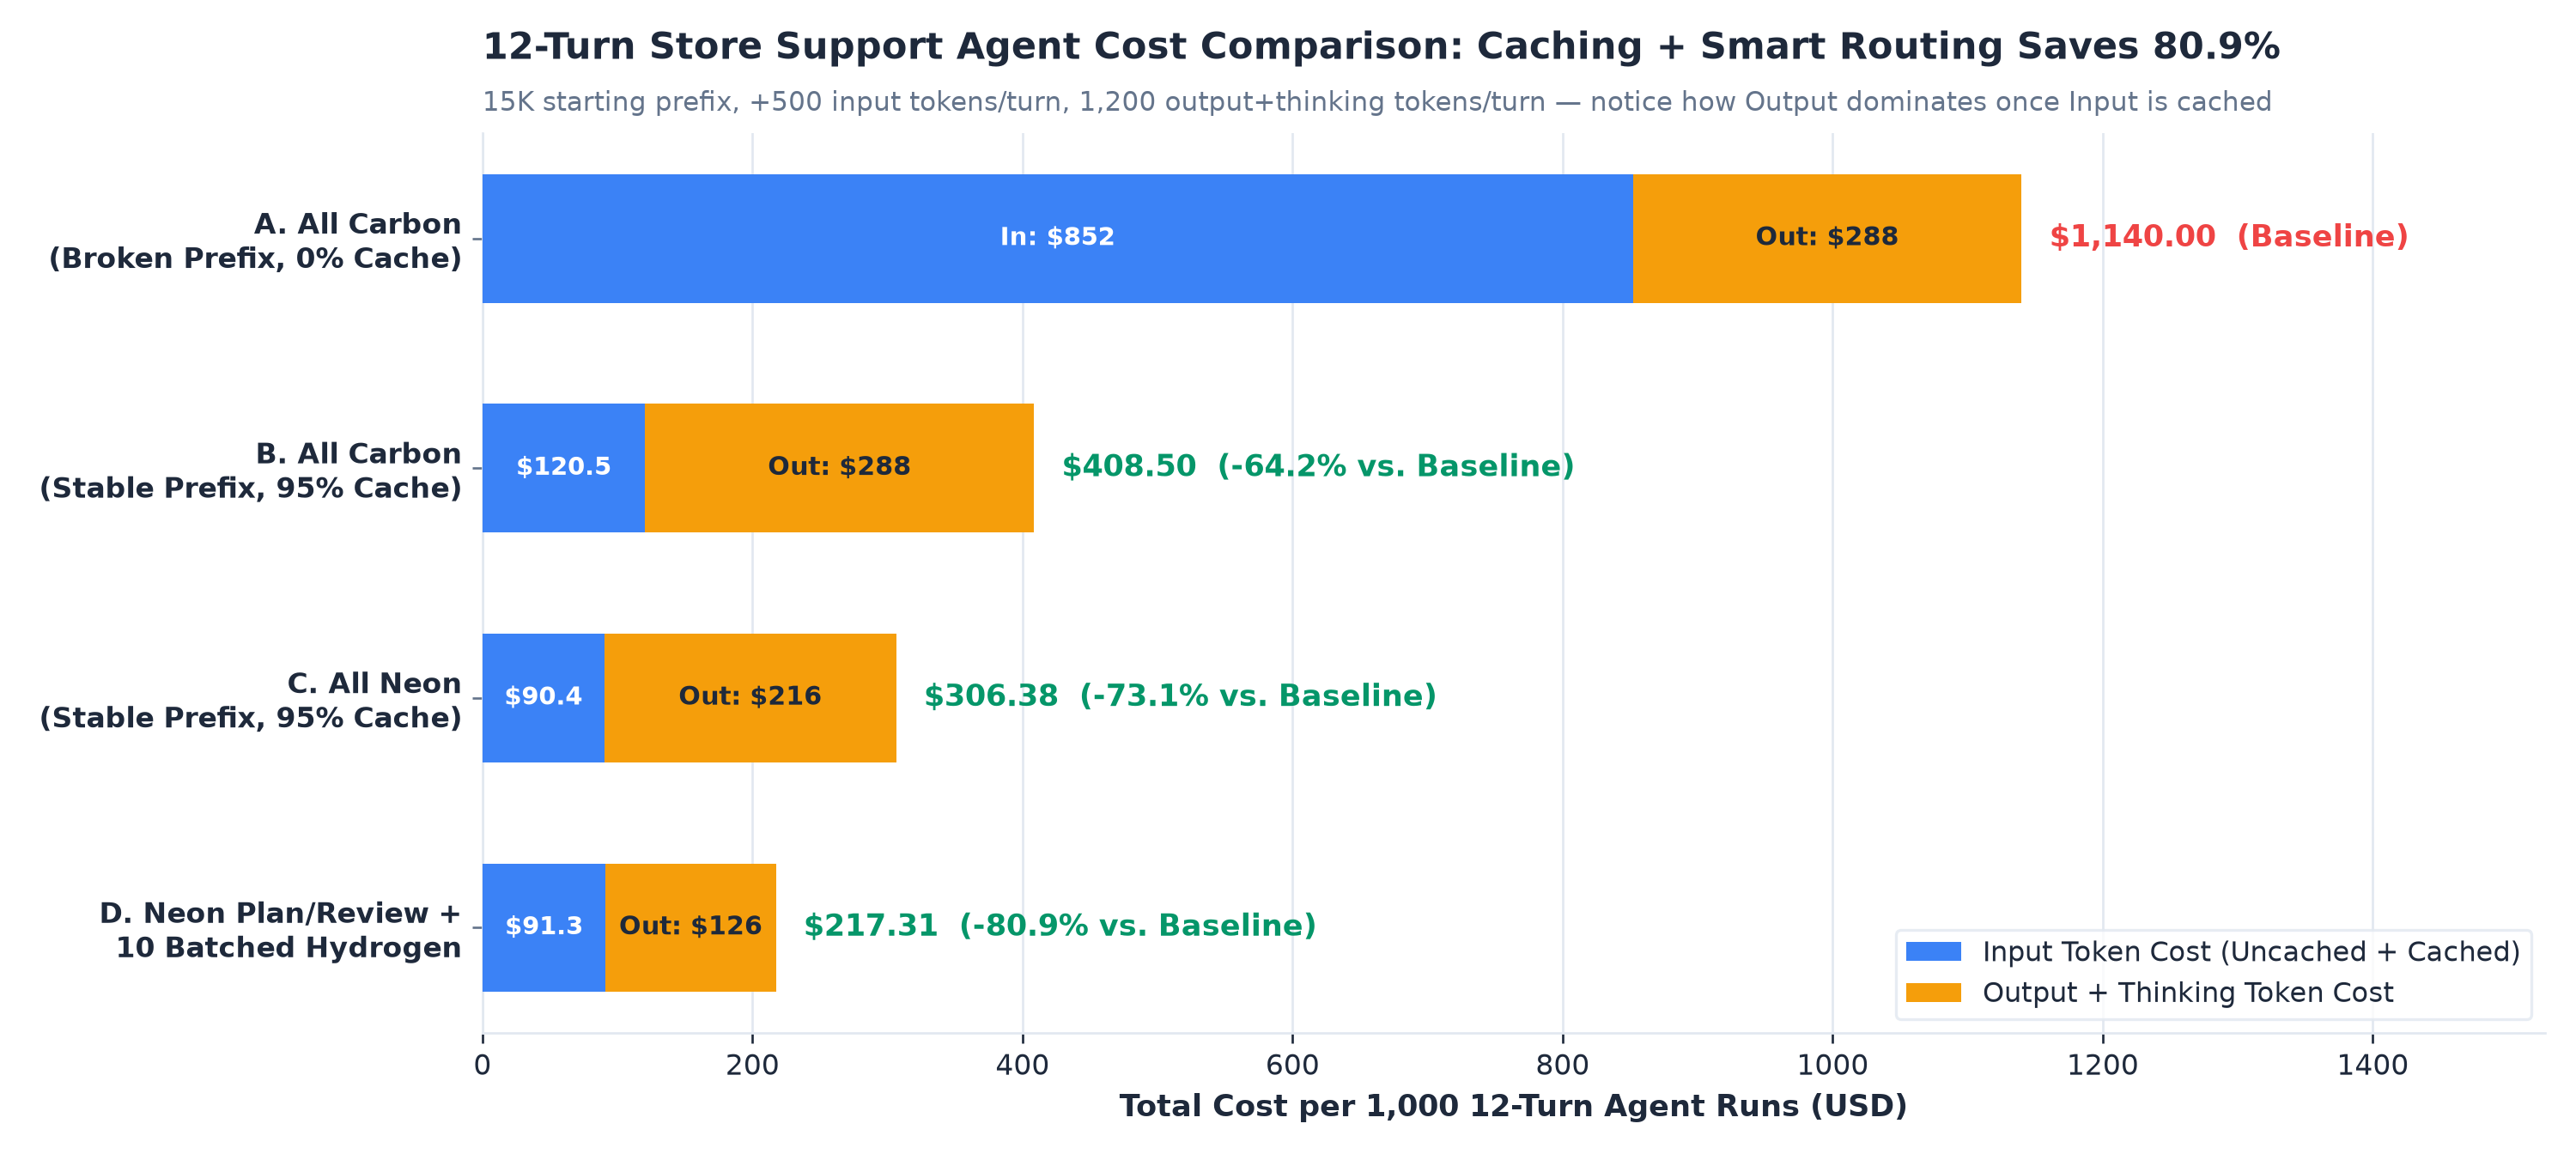 12-Turn Store Support Agent Cost Comparison: Caching + Smart Routing Saves 80.9%
15K starting prefix, +500 input tokens/turn, 1,200 output+thinking tokens/turn — notice how Output dominates once Input is cached
A. All Carbon
(Broken Prefix, 0% Cache)
In: $852
Out: $288
$1,140.00 (Baseline)
B. All Carbon
(Stable Prefix, 95% Cache)
$120.5
Out: $288
$408.50 (-64.2% vs. Baseline)
C. All Neon
(Stable Prefix, 95% Cache)
$90.4
Out: $216
$306.38 (-73.1% vs. Baseline)
D. Neon Plan/Review +
10 Batched Hydrogen
$91.3
Out: $126
$217.31 (-80.9% vs. Baseline)
Input Token Cost (Uncached + Cached)
Output + Thinking Token Cost
0 200 400 600 800 1000 1200 1400
Total Cost per 1,000 12-Turn Agent Runs (USD)